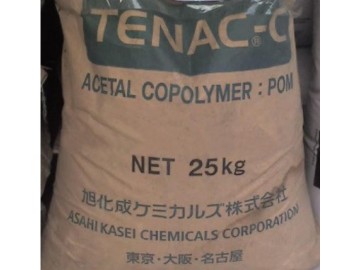 TENAC®-C
ACETAL COPOLYMER : POM
NET 25kg
旭化成ケミカルズ株式会社
ASAHI KASEI CHEMICALS CORPORATION
東京・大阪・名古屋